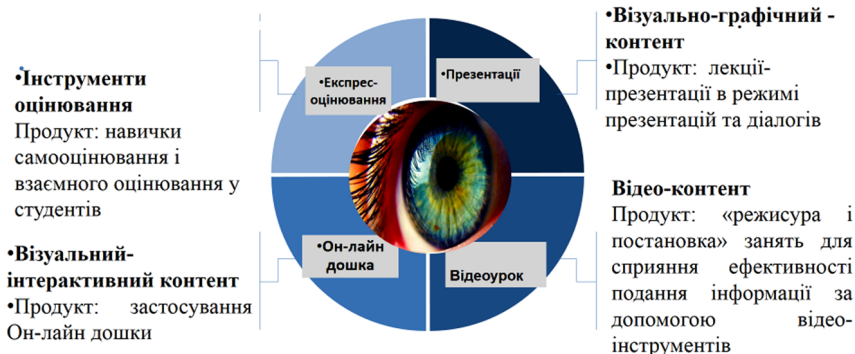 •Інструменти
оцінювання
Продукт: навички
самооцінювання і
взаємного оцінювання у
студентів
•Візуальний-
інтерактивний контент
•Продукт: застосування
Он-лайн дошки
•Експрес-
оцінювання
•Презентації
•Он-лайн
дошка
Відеоурок
•Візуально-графічний -
контент
•Продукт: лекції-
презентації в режимі
презентацій та діалогів
Відео-контент
Продукт: «режисура і
постановка» занять для
сприяння ефективності
подання інформації за
допомогою відео-
інструментів